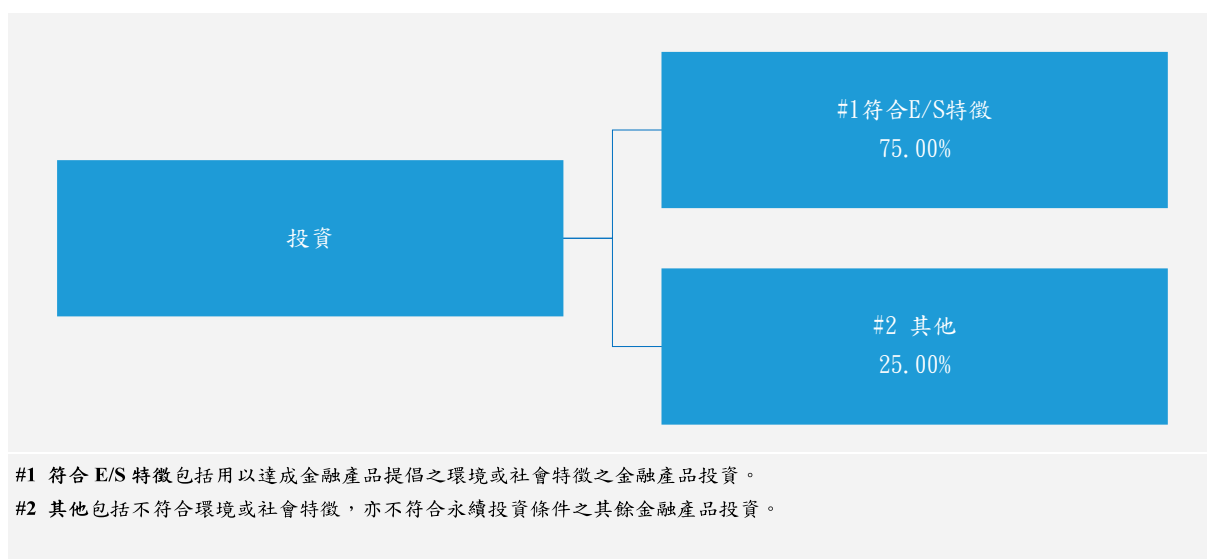 #1符合E/S特徵
75.00%
投資
#2 其他
25.00%
#1 符合 E/S 特徵包括用以達成金融產品提倡之環境或社會特徵之金融產品投資。
#2 其他包括不符合環境或社會特徵，亦不符合永續投資條件之其餘金融產品投資。